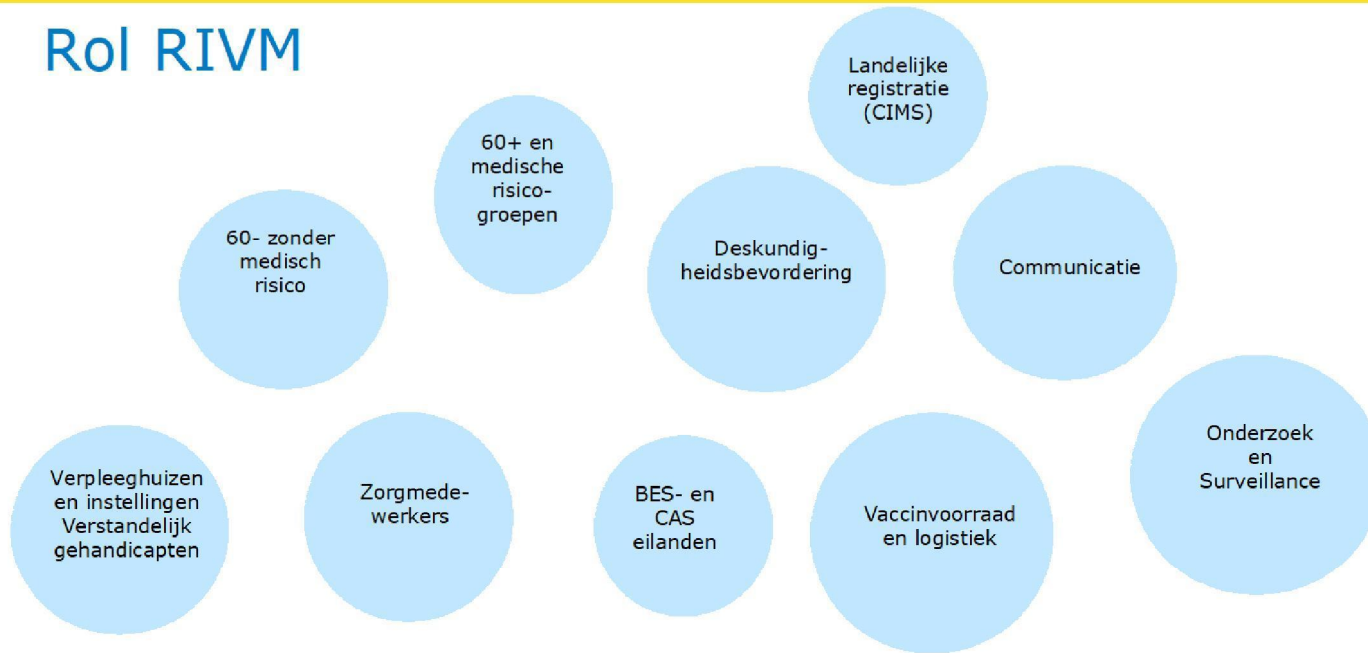 Rol RIVM
Landelijke
registratie
(CIMS)
60+ en
medische
risico-
groepen
60- zonder
medisch
risico
Deskundig-
heidsbevordering
Communicatie
Verpleeghuizen
en instellingen
Verstandelijk
gehandicapten
Zorgmede-
werkers
BES- en
CAS
eilanden
Vaccinvoorraad
en logistiek
Onderzoek
en
Surveillance